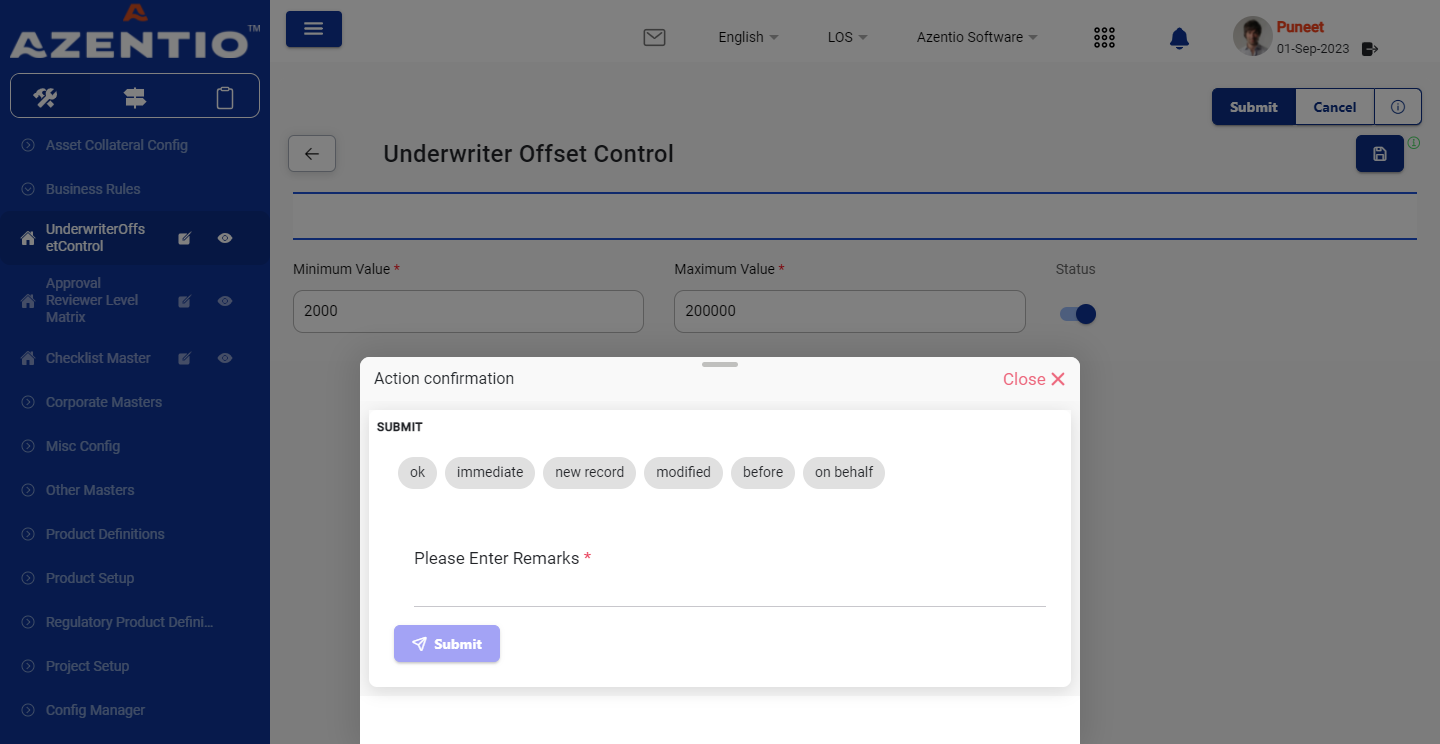 AZENTIO™
English
LOS
Azentio Software
Puneet
01-Sep-2023
Submit
Cancel
Underwriter Offset Control
Asset Collateral Config
Business Rules
UnderwriterOffs
etControl
Approval
Reviewer Level
Matrix
Checklist Master
Corporate Masters
Misc Config
Other Masters
Product Definitions
Product Setup
Regulatory Product Defini...
Project Setup
Config Manager
Minimum Value *
Maximum Value *
Status
2000
200000
Action confirmation
Close
SUBMIT
ok
immediate
new record
modified
before
on behalf
Please Enter Remarks *
Submit